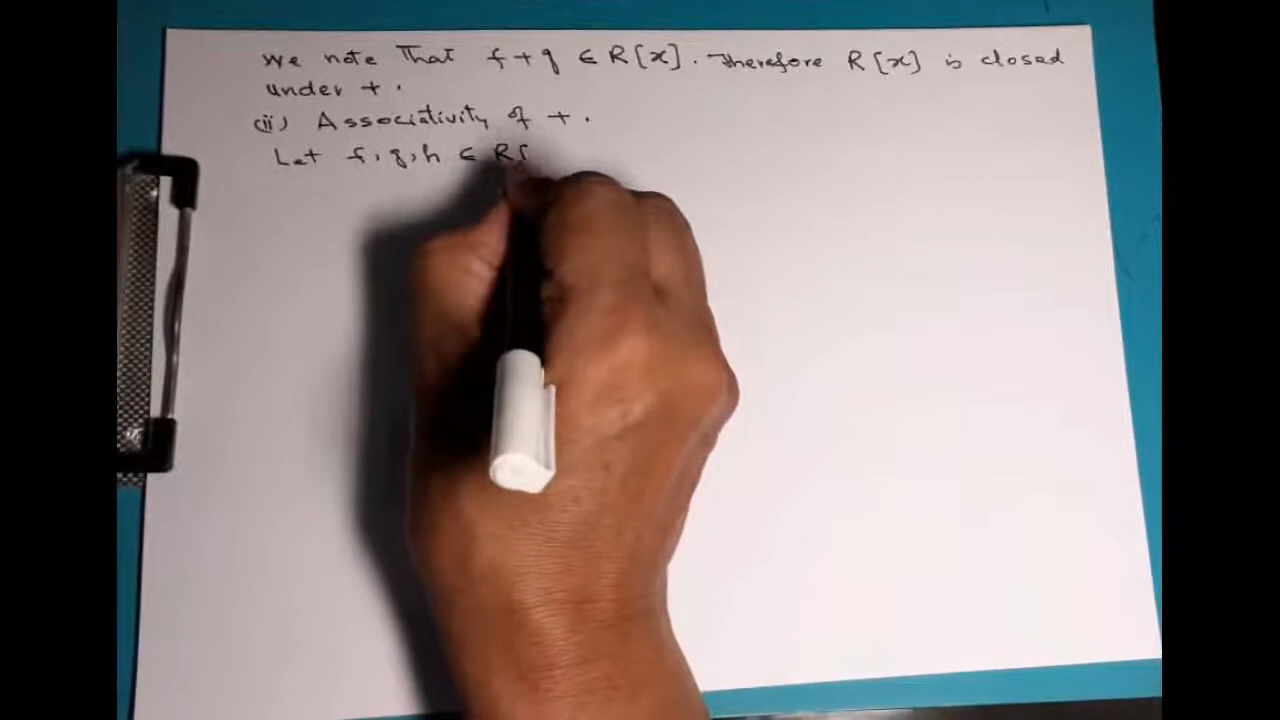 We note That f + g ∈ R[x]. Therefore R[x] is closed
under + .
(ii) Associativity of + .
Let f, g, h ∈ R[